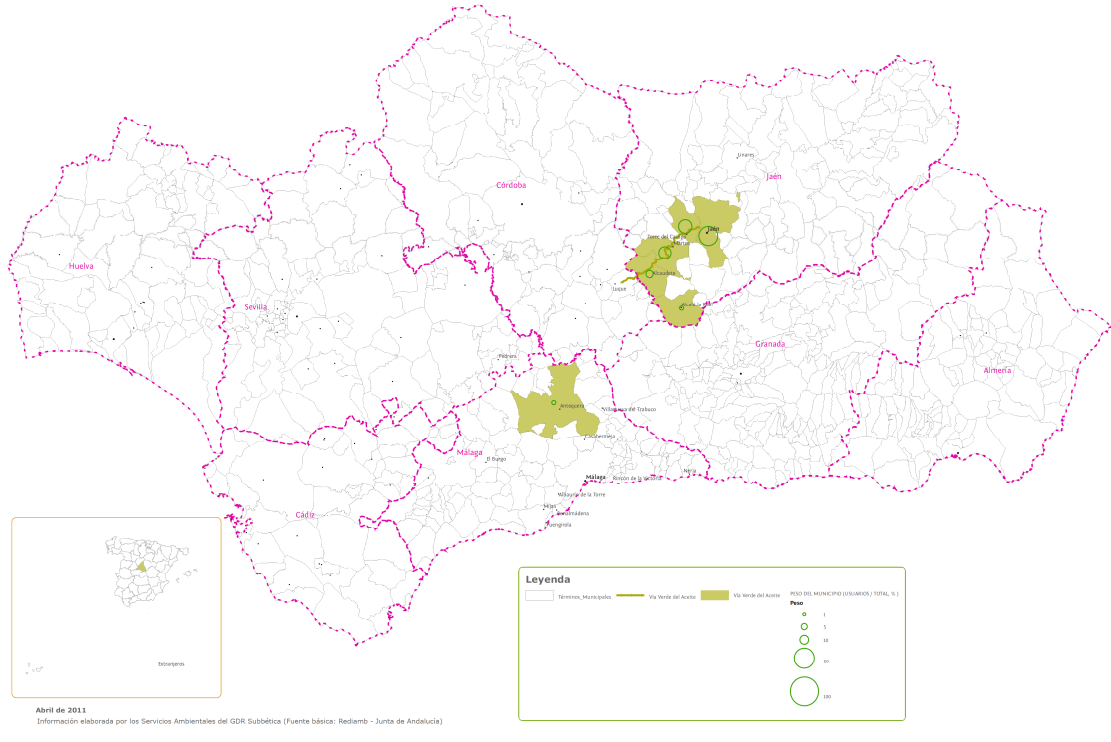 Linares
Jaén
Córdoba
Jaén
Torre del Campo
Martos
Huelva
Alcaudete
Luque
Sevilla
Granada
Pedrera
Almería
Antequera
Villanueva del Trabuco
Casabermeja
Málaga
El Burgo
Nerja
Málaga
Rincón de la Victoria
Alhaurín de la Torre
Mijas
Benalmádena
Cádiz
Fuengirola
Leyenda
Términos_Municipales
Vía Verde del Aceite
Vía Verde del Aceite
PESO DEL MUNICIPIO (USUARIOS / TOTAL, % )
Peso
1
5
10
50
100
Extranjeros
Abril de 2011
Información elaborada por los Servicios Ambientales del GDR Subbética (Fuente básica: Rediamb - Junta de Andalucía)